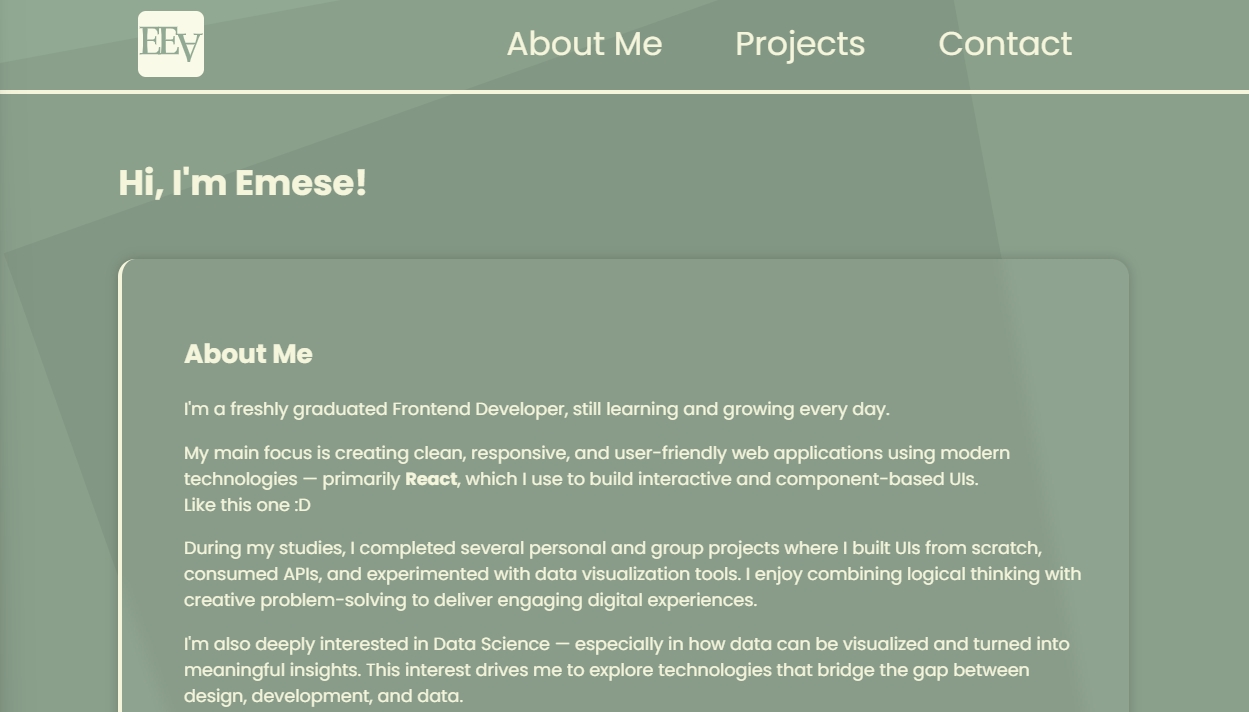 EEA
About Me Projects Contact
Hi, I'm Emese!
About Me
I'm a freshly graduated Frontend Developer, still learning and growing every day.
My main focus is creating clean, responsive, and user-friendly web applications using modern
technologies — primarily React, which I use to build interactive and component-based UIs.
Like this one :D
During my studies, I completed several personal and group projects where I built UIs from scratch,
consumed APIs, and experimented with data visualization tools. I enjoy combining logical thinking with
creative problem-solving to deliver engaging digital experiences.
I'm also deeply interested in Data Science — especially in how data can be visualized and turned into
meaningful insights. This interest drives me to explore technologies that bridge the gap between
design, development, and data.